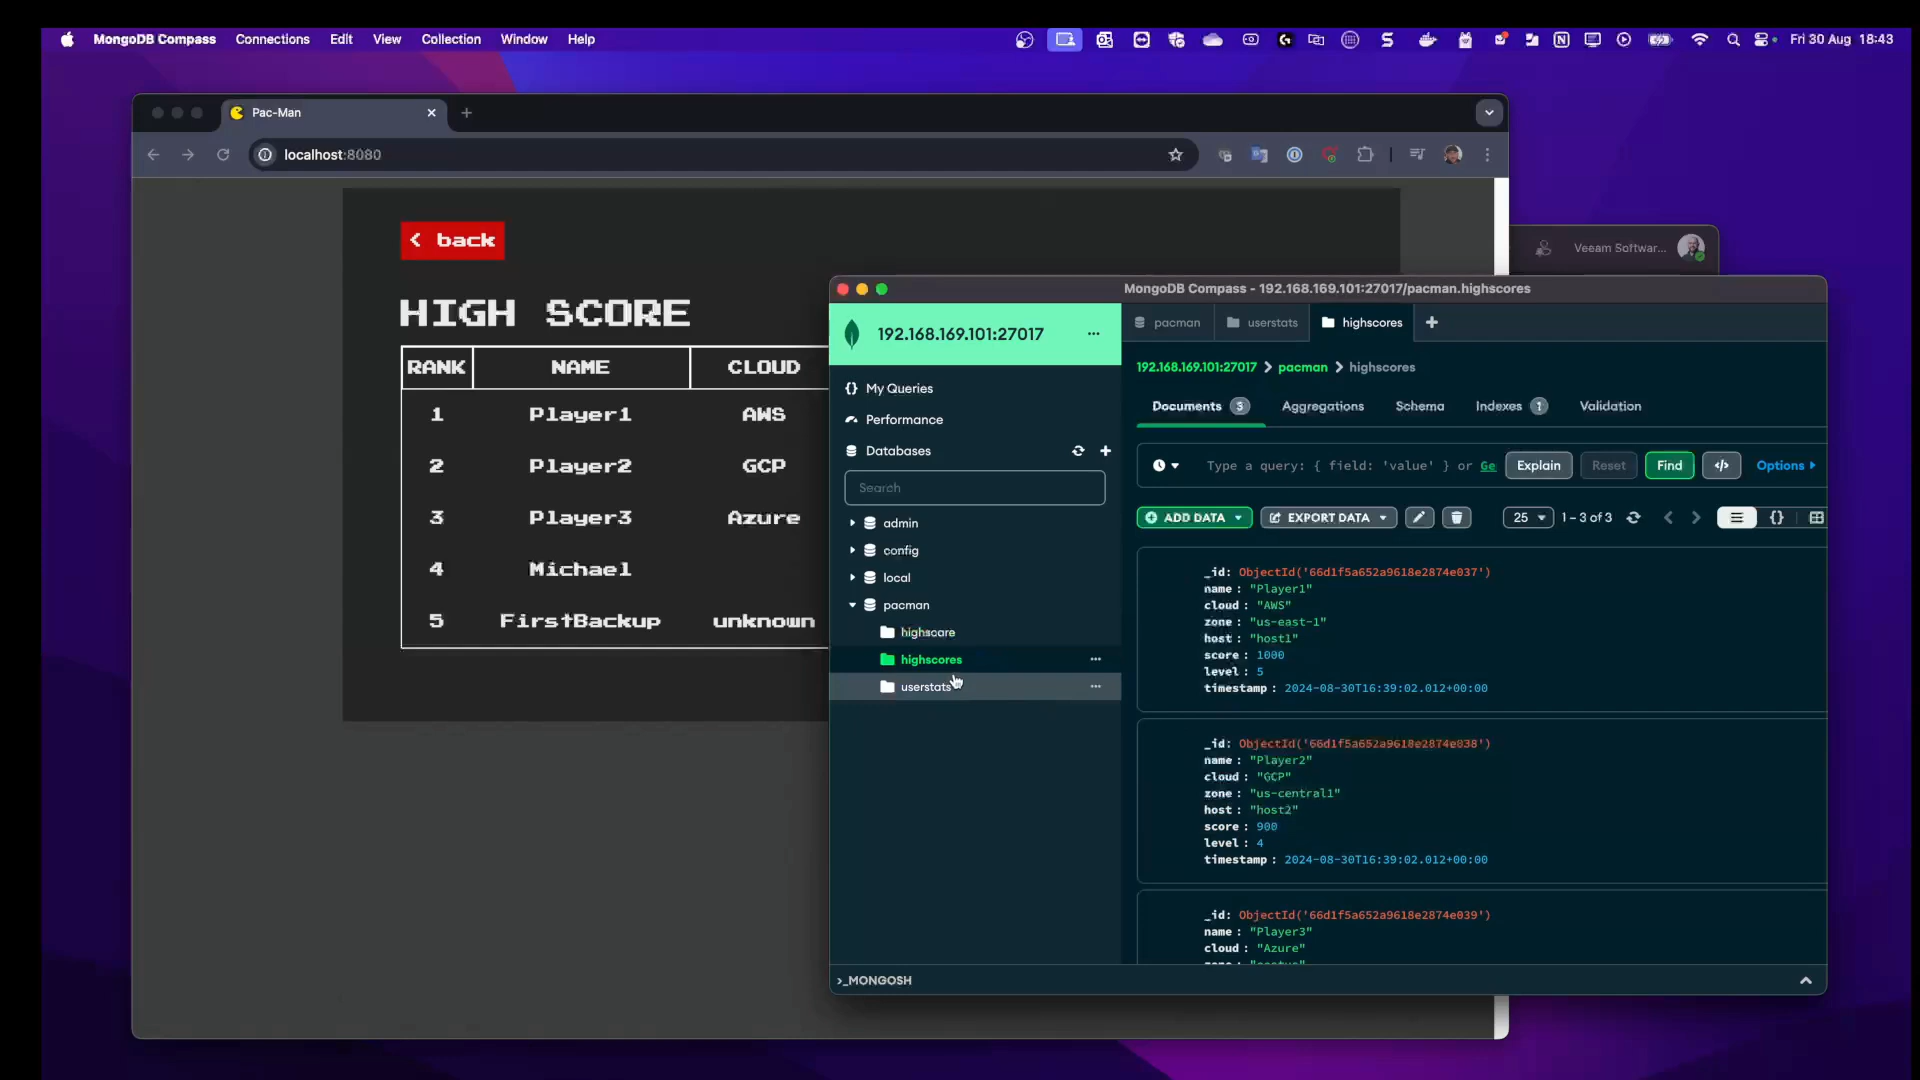 MongoDB Compass Connections Edit View Collection Window Help Fri 30 Aug 18:43
Pac-Man
localhost:8080
< back
HIGH SCORE
RANK NAME CLOUD
1 Player1 AWS
2 Player2 GCP
3 Player3 Azure
4 Michael
5 FirstBackup unknown
Veeam Softwar...
MongoDB Compass - 192.168.169.101:27017/pacman.highscores
192.168.169.101:27017
My Queries
Performance
Databases
Search
admin
config
local
pacman
highscore
highscores
userstats
pacman userstats highscores
192.168.169.101:27017 > pacman > highscores
Documents 3 Aggregations Schema Indexes 1 Validation
Type a query: { field: 'value' } or Ge Explain Reset Find </> Options
ADD DATA EXPORT DATA 25 1 – 3 of 3 {}
_id: ObjectId('66d1f5a652a9618e2874e037')
name : "Player1"
cloud : "AWS"
zone : "us-east-1"
host : "host1"
score : 1000
level : 5
timestamp : 2024-08-30T16:39:02.012+00:00
_id: ObjectId('66d1f5a652a9618e2874e038')
name : "Player2"
cloud : "GCP"
zone : "us-central1"
host : "host2"
score : 900
level : 4
timestamp : 2024-08-30T16:39:02.012+00:00
_id: ObjectId('66d1f5a652a9618e2874e039')
name : "Player3"
cloud : "Azure"
>_MONGOSH